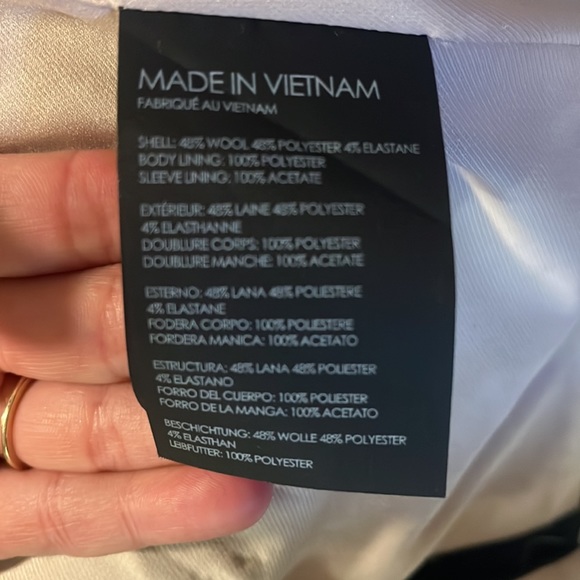 MADE IN VIETNAM
FABRIQUÉ AU VIETNAM
SHELL: 48% WOOL 48% POLYESTER 4% ELASTANE
BODY LINING: 100% POLYESTER
SLEEVE LINING: 100% ACETATE
EXTÉRIEUR: 48% LAINE 48% POLYESTER
4% ELASTHANNE
DOUBLURE CORPS: 100% POLYESTER
DOUBLURE MANCHE: 100% ACETATE
ESTERNO: 48% LANA 48% POLIESTERE
4% ELASTANE
FODERA CORPO: 100% POLIESTERE
FORDERA MANICA: 100% ACETATO
ESTRUCTURA: 48% LANA 48% POLIESTER
4% ELASTANO
FORRO DEL CUERPO: 100% POLIESTER
FORRO DE LA MANGA: 100% ACETATO
BESCHICHTUNG: 48% WOLLE 48% POLYESTER
4% ELASTHAN
LEIBFUTTER: 100% POLYESTER